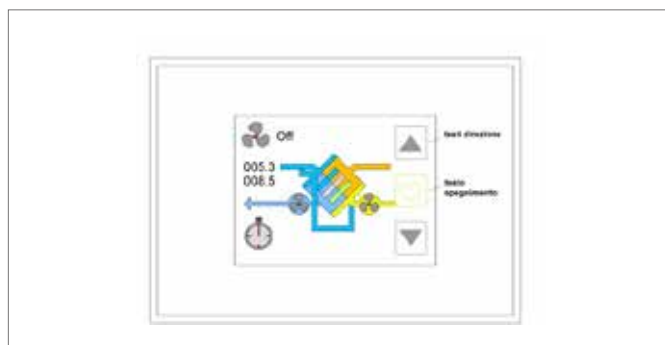 Off
005.3
008.5
tasti direzione
tasto
spegnimento